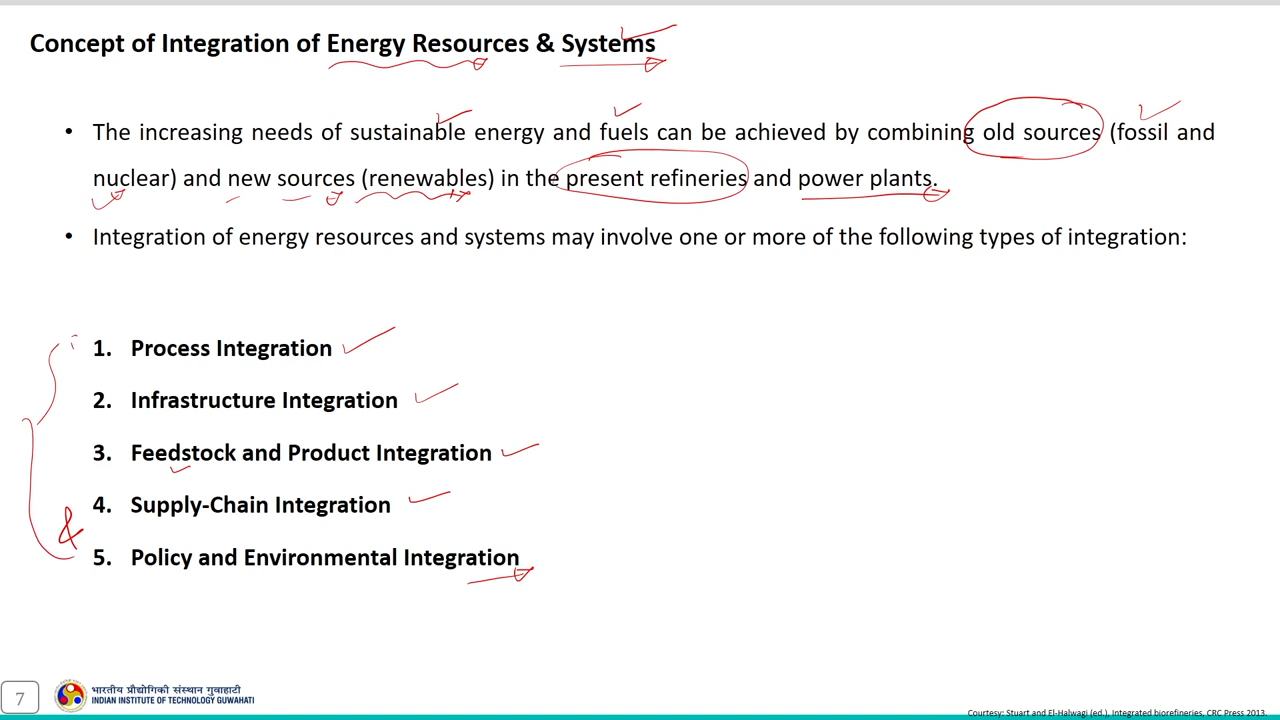 Concept of Integration of Energy Resources & Systems
• The increasing needs of sustainable energy and fuels can be achieved by combining old sources (fossil and
nuclear) and new sources (renewables) in the present refineries and power plants.
• Integration of energy resources and systems may involve one or more of the following types of integration:
1. Process Integration
2. Infrastructure Integration
3. Feedstock and Product Integration
4. Supply-Chain Integration
&
5. Policy and Environmental Integration
7
भारतीय प्रौद्योगिकी संस्थान गुवाहाटी
INDIAN INSTITUTE OF TECHNOLOGY GUWAHATI
Courtesy: Stuart and El-Halwagi (ed.), Integrated biorefineries, CRC Press 2013.